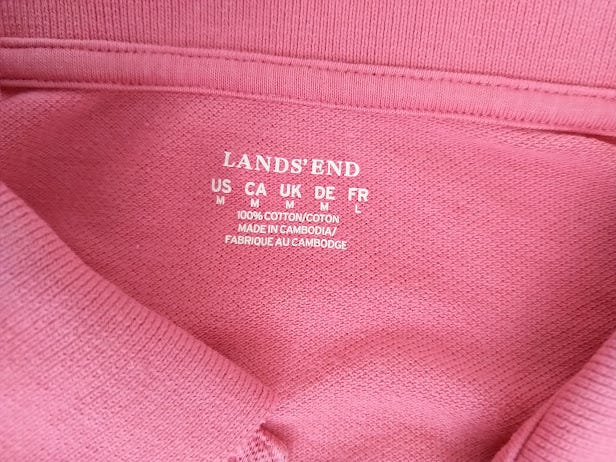 LANDS' END
US CA UK DE FR
M M M M L
100% COTTON/COTON
MADE IN CAMBODIA/
FABRIQUE AU CAMBODGE